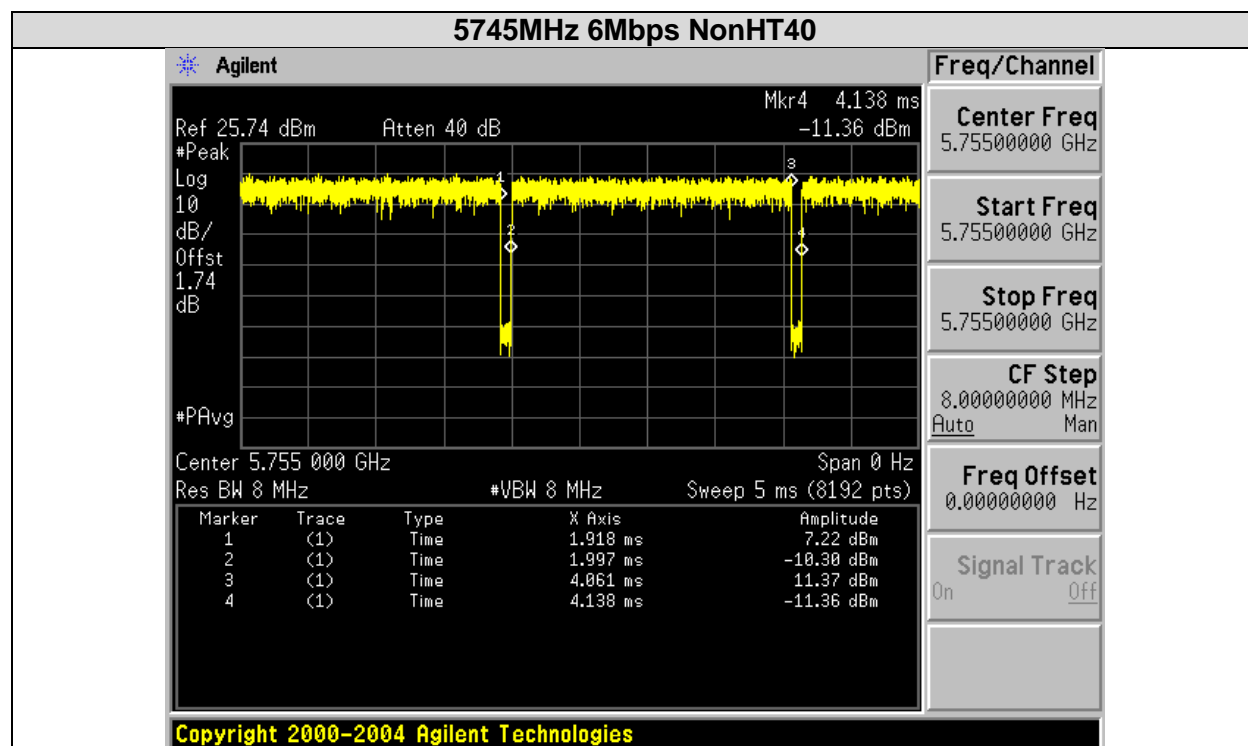 5745MHz 6Mbps NonHT40
Agilent
Freq/Channel
Mkr4 4.138 ms
Ref 25.74 dBm Atten 40 dB -11.36 dBm
#Peak
Log
10
dB/
Offst
1.74
dB
#PAvg
1
2
3
4
Center 5.755 000 GHz Span 0 Hz
Res BW 8 MHz #VBW 8 MHz Sweep 5 ms (8192 pts)
Marker Trace Type X Axis Amplitude
1 (1) Time 1.918 ms 7.22 dBm
2 (1) Time 1.997 ms -10.30 dBm
3 (1) Time 4.061 ms 11.37 dBm
4 (1) Time 4.138 ms -11.36 dBm
Center Freq
5.75500000 GHz
Start Freq
5.75500000 GHz
Stop Freq
5.75500000 GHz
CF Step
8.00000000 MHz
Auto Man
Freq Offset
0.00000000 Hz
Signal Track
On Off
Copyright 2000-2004 Agilent Technologies